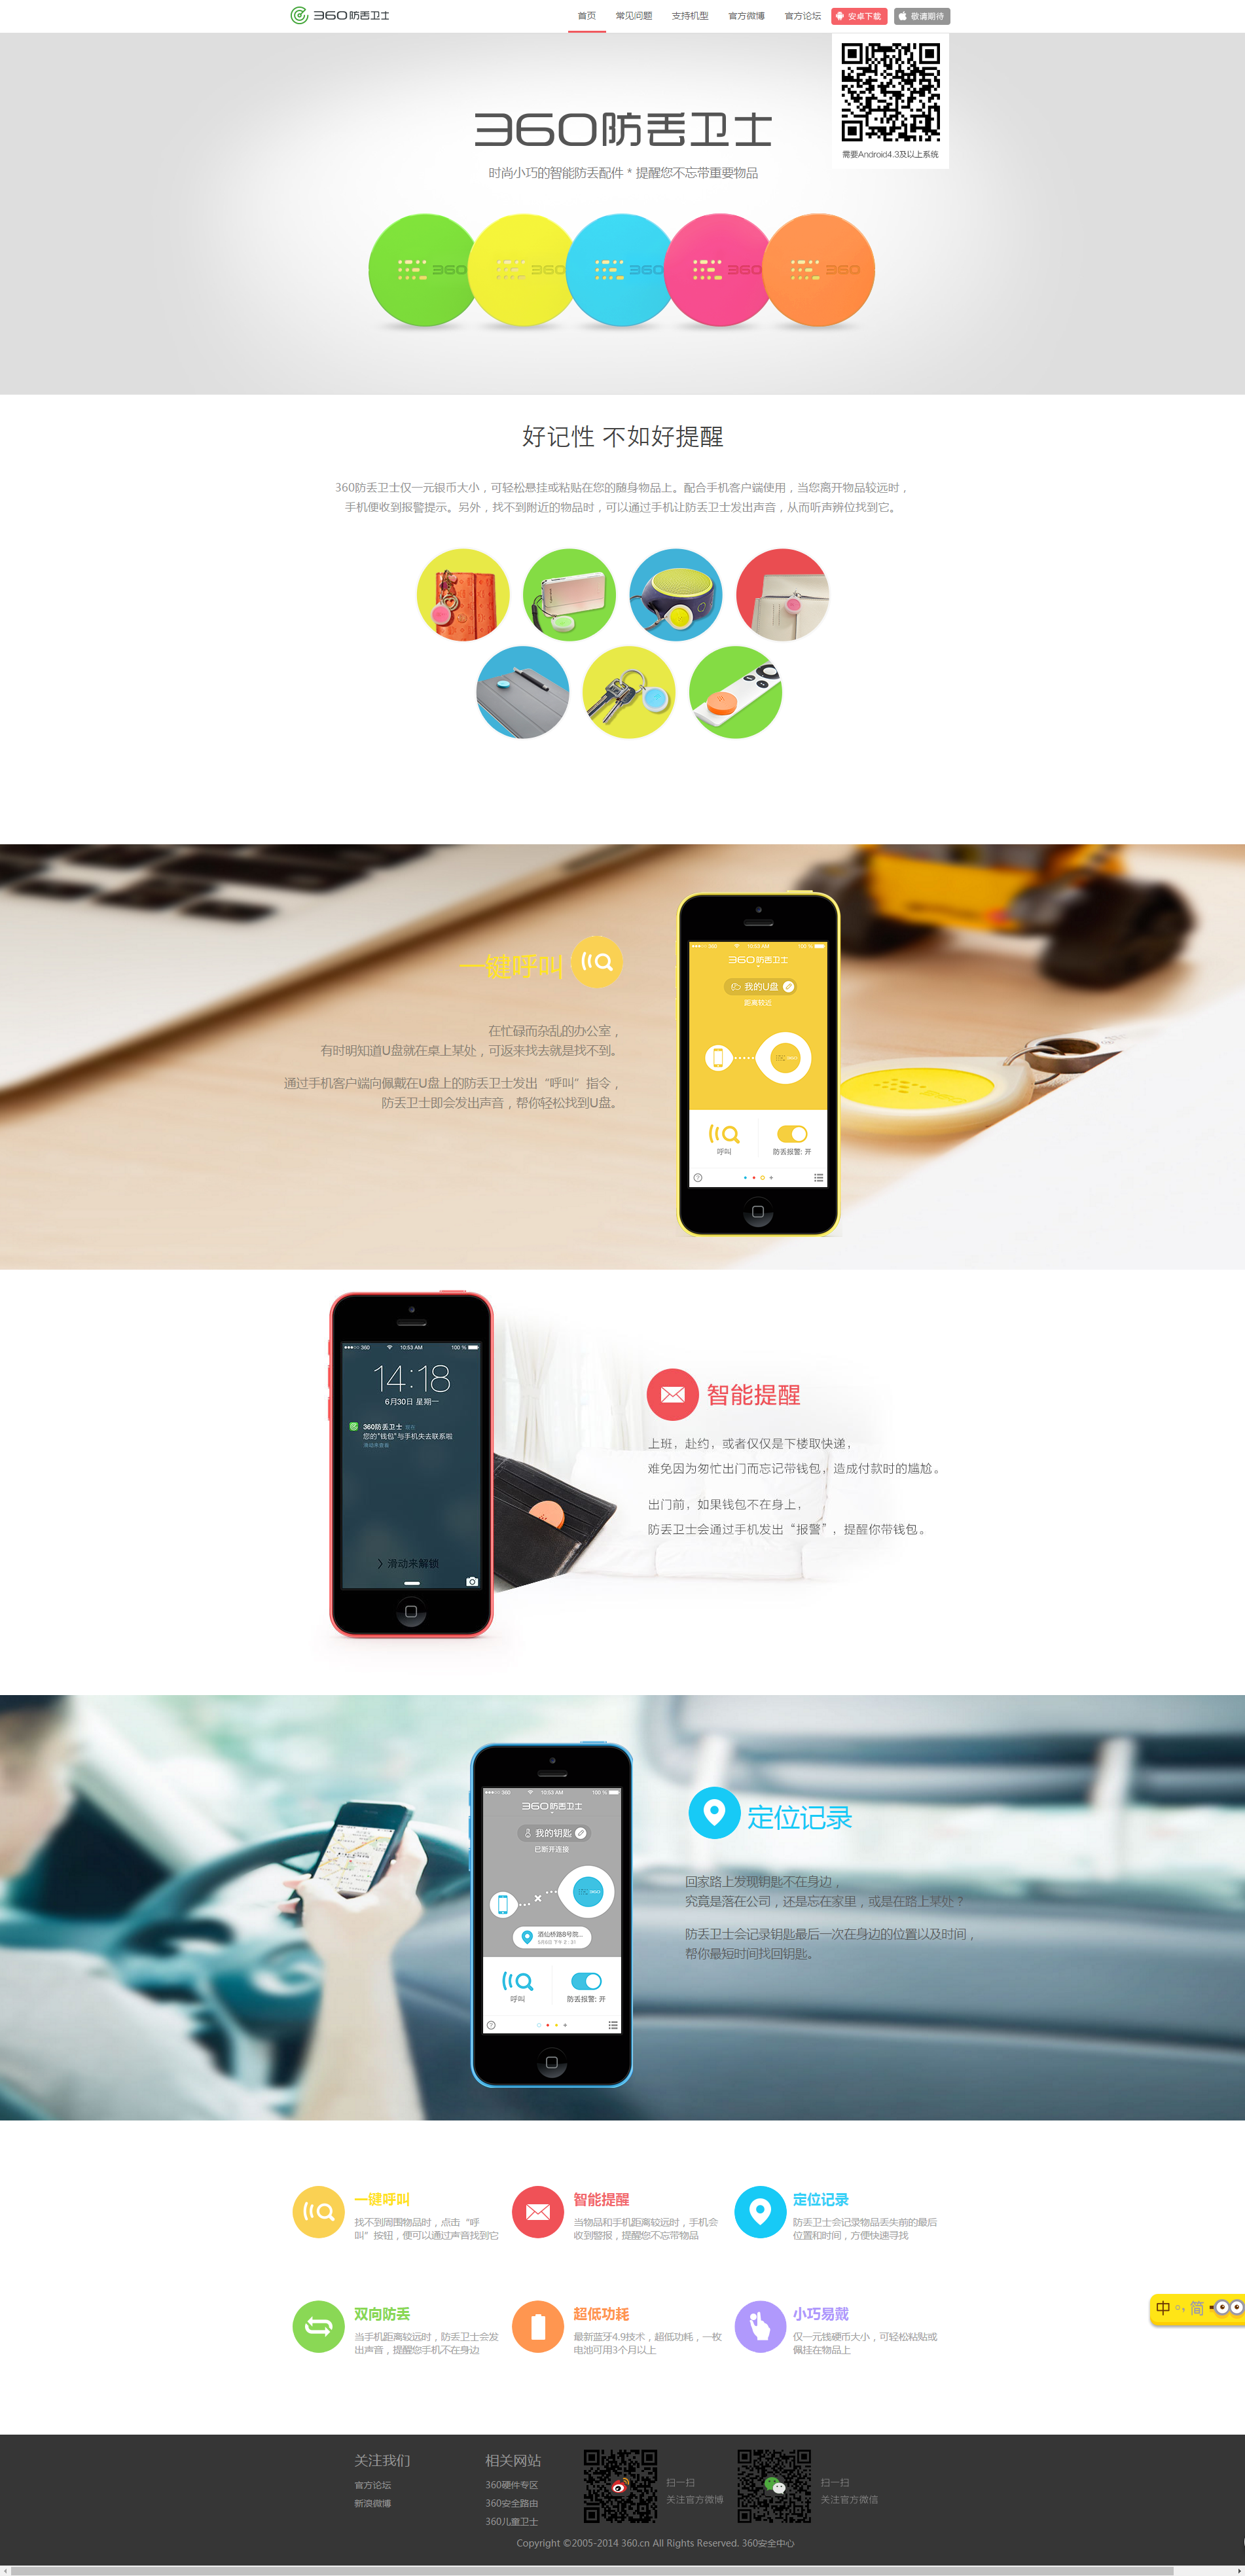 360防丢卫士
首页 常见问题 支持机型 官方微博 官方论坛 安卓下载 敬请期待
需要Android4.3及以上系统
360防丢卫士
时尚小巧的智能防丢配件 * 提醒您不忘带重要物品
360 360 360 360 360
好记性 不如好提醒
360防丢卫士仅一元银币大小，可轻松悬挂或粘贴在您的随身物品上。配合手机客户端使用，当您离开物品较远时，
手机便收到报警提示。另外，找不到附近的物品时，可以通过手机让防丢卫士发出声音，从而听声辨位找到它。
一键呼叫
在忙碌而杂乱的办公室，
有时明明知道U盘就在桌上某处，可返来找去就是找不到。
通过手机客户端向佩戴在U盘上的防丢卫士发出“呼叫”指令，
防丢卫士即会发出声音，帮你轻松找到U盘。
360 10:53 AM 100 %
360防丢卫士
我的U盘
距离较近
呼叫 防丢报警: 开
360 10:53 AM 100 %
14:18
6月30日 星期一
360防丢卫士 现在
您的"钱包"与手机失去联系啦
滑动来查看
滑动来解锁
智能提醒
上班，赴约，或者仅仅是下楼取快递，
难免因为匆忙出门而忘记带钱包，造成付款时的尴尬。
出门前，如果钱包不在身上，
防丢卫士会通过手机发出“报警”，提醒你带钱包。
360 10:53 AM 100 %
360防丢卫士
我的钥匙
已断开连接
酒仙桥路8号院...
呼叫 防丢报警: 开
定位记录
回家路上发现钥匙不在身边，
究竟是落在公司，还是忘在家里，或是在路上某处？
防丢卫士会记录钥匙最后一次在身边的位置以及时间，
帮你最短时间找回钥匙。
一键呼叫
找不到周围物品时，点击“呼
叫”按钮，便可以通过声音找到它
智能提醒
当物品和手机距离较远时，手机会
收到警报，提醒您不忘带物品
定位记录
防丢卫士会记录物品丢失前的最后
位置和时间，方便快速寻找
双向防丢
当手机距离较远时，防丢卫士会发
出声音，提醒您手机不在身边
超低功耗
最新蓝牙4.9技术，超低功耗，一枚
电池可用3个月以上
小巧易戴
仅一元钱硬币大小，可轻松粘贴或
佩挂在物品上
中 简
关注我们
官方论坛
新浪微博
相关网站
360硬件专区
360安全路由
360儿童卫士
扫一扫
关注官方微博
扫一扫
关注官方微信
Copyright ©2005-2014 360.cn All Rights Reserved. 360安全中心